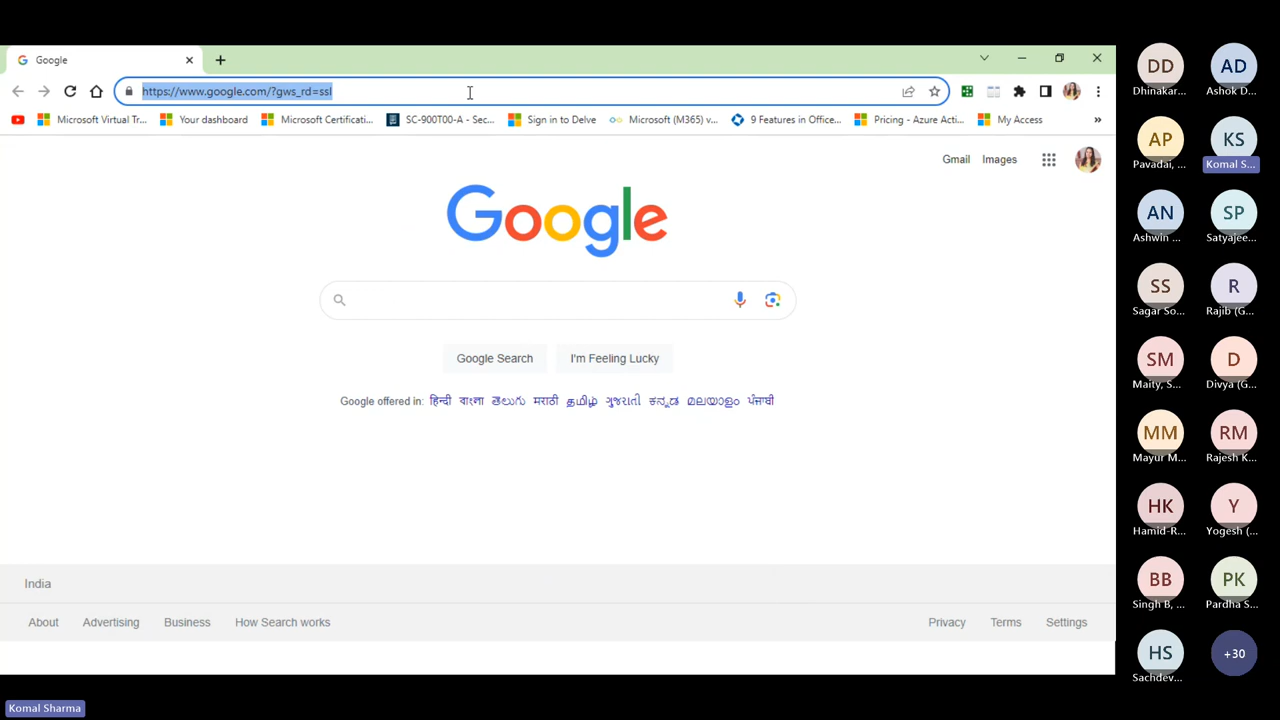 Google
https://www.google.com/?gws_rd=ssl
Microsoft Virtual Tr... Your dashboard Microsoft Certificati... SC-900T00-A - Sec... Sign in to Delve Microsoft (M365) v... 9 Features in Office... Pricing - Azure Acti... My Access »
Gmail Images
Google
Google Search I'm Feeling Lucky
Google offered in: हिन्दी বাংলা తెలుగు मराठी தமிழ் ગુજરાતી ಕನ್ನಡ മലയാളം ਪੰਜਾਬੀ
India
About Advertising Business How Search works Privacy Terms Settings
DD AD
Dhinakar... Ashok D...
AP KS
Pavadai, ... Komal S...
AN SP
Ashwin ... Satyajee...
SS R
Sagar So... Rajib (G...
SM D
Maity, S... Divya (G...
MM RM
Mayur M... Rajesh K...
HK Y
Hamid-R... Yogesh (...
BB PK
Singh B, ... Pardha S...
HS +30
Sachdev...
Komal Sharma